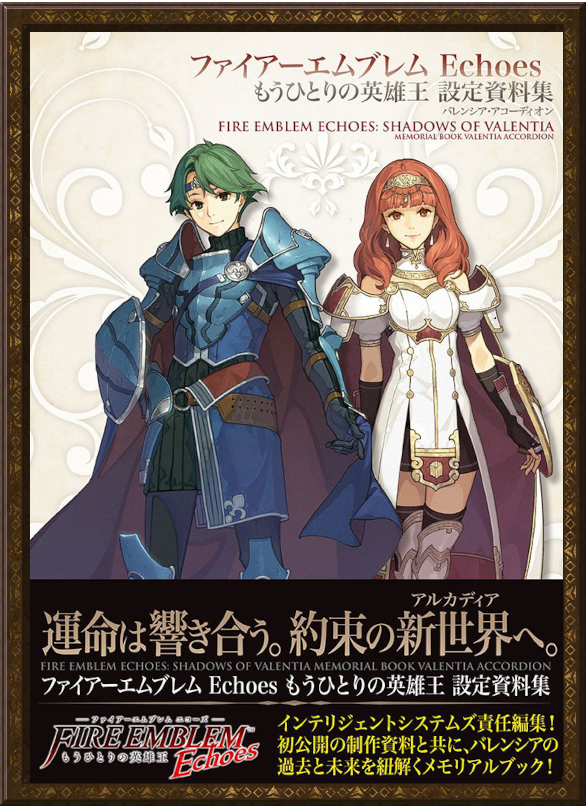 ファイアーエムブレム Echoes
もうひとりの英雄王 設定資料集
バレンシア・アコーディオン
FIRE EMBLEM ECHOES: SHADOWS OF VALENTIA
MEMORIAL BOOK VALENTIA ACCORDION
アルカディア
運命は響き合う。約束の新世界へ。
FIRE EMBLEM ECHOES: SHADOWS OF VALENTIA MEMORIAL BOOK VALENTIA ACCORDION
ファイアーエムブレム Echoes もうひとりの英雄王 設定資料集
ファイアーエムブレム エコーズ
FIRE EMBLEM™
もうひとりの英雄王
Echoes
インテリジェントシステムズ責任編集!
初公開の制作資料と共に、バレンシアの
過去と未来を紐解くメモリアルブック!